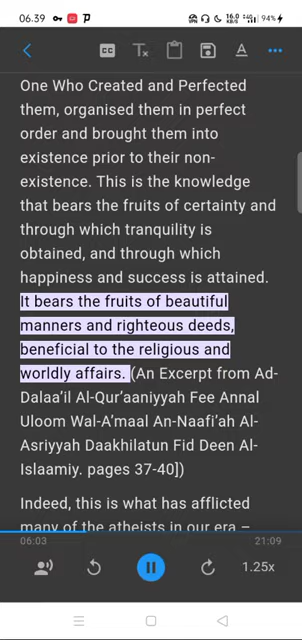 06.39
16.0 KB/S
4G
94%
CC
One Who Created and Perfected
them, organised them in perfect
order and brought them into
existence prior to their non-
existence. This is the knowledge
that bears the fruits of certainty and
through which tranquility is
obtained, and through which
happiness and success is attained.
It bears the fruits of beautiful
manners and righteous deeds,
beneficial to the religious and
worldly affairs. (An Excerpt from Ad-
Dalaa’il Al-Qur’aaniyyah Fee Annal
Uloom Wal-A’maal An-Naafi’ah Al-
Asriyyah Daakhilatun Fid Deen Al-
Islaamiy. pages 37-40])
Indeed, this is what has afflicted
many of the atheists in our era –
06:03
21:09
1.25x